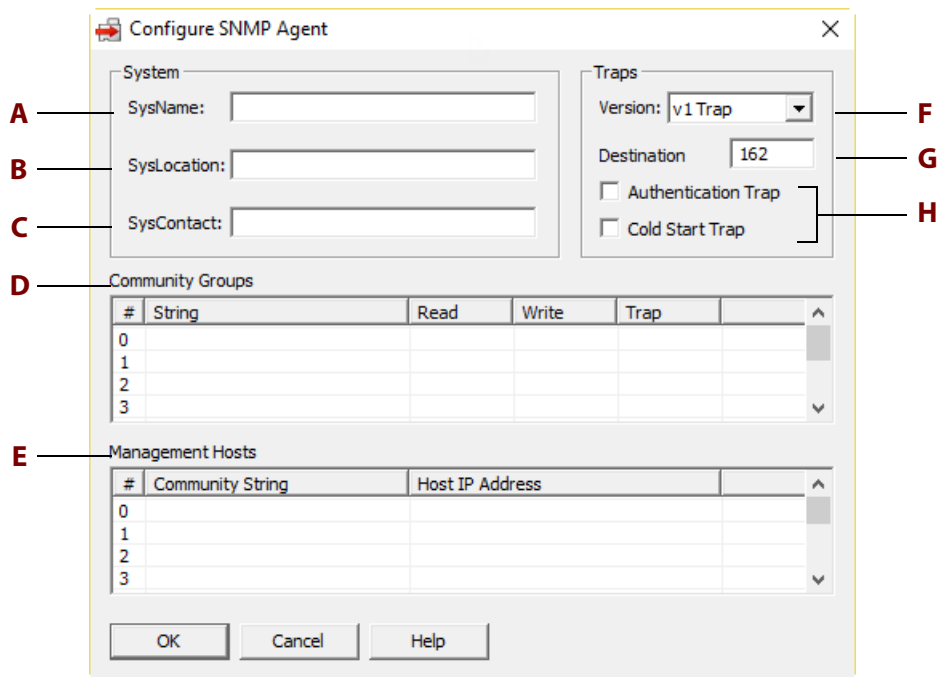 Configure SNMP Agent
System
Traps
A
SysName:
Version: v1 Trap
F
B
SysLocation:
Destination 162
G
Authentication Trap
H
C
SysContact:
Cold Start Trap
D
Community Groups
# String Read Write Trap
0
1
2
3
E
Management Hosts
# Community String Host IP Address
0
1
2
3
OK Cancel Help